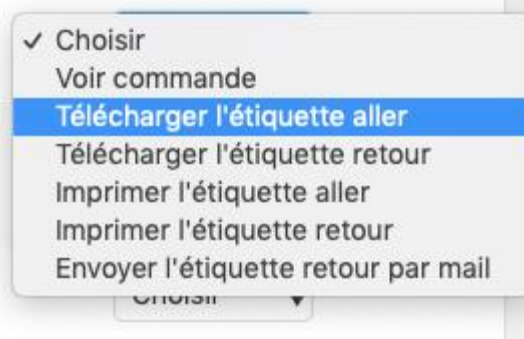 ✓ Choisir
Voir commande
Télécharger l'étiquette aller
Télécharger l'étiquette retour
Imprimer l'étiquette aller
Imprimer l'étiquette retour
Envoyer l'étiquette retour par mail
Choisir